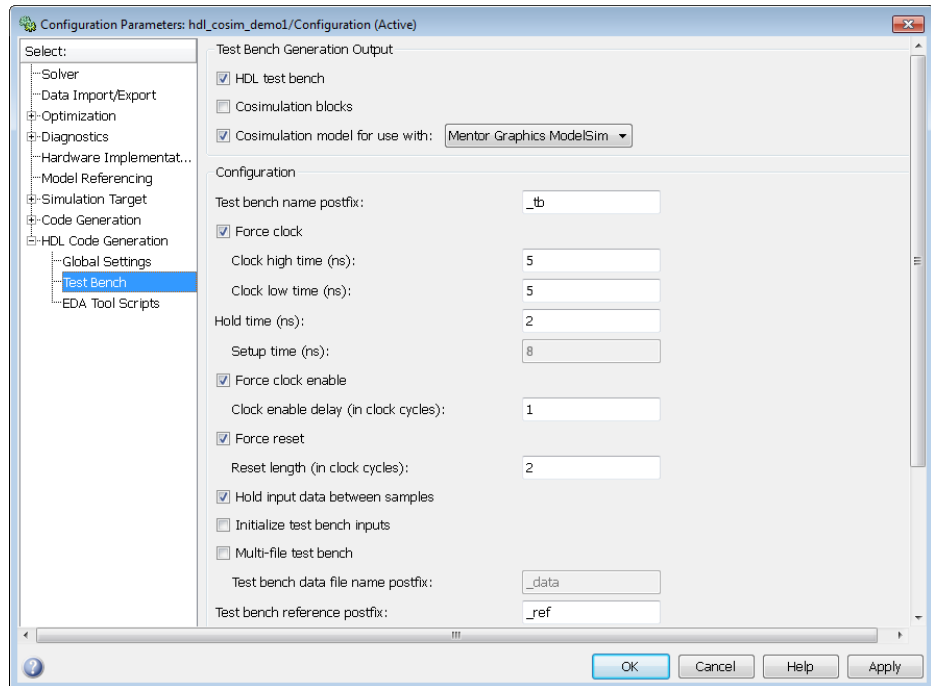 Configuration Parameters: hdl_cosim_demo1/Configuration (Active)
Select:
Solver
Data Import/Export
Optimization
Diagnostics
Hardware Implementat...
Model Referencing
Simulation Target
Code Generation
HDL Code Generation
Global Settings
Test Bench
EDA Tool Scripts
Test Bench Generation Output
HDL test bench
Cosimulation blocks
Cosimulation model for use with: Mentor Graphics ModelSim
Configuration
Test bench name postfix: _tb
Force clock
Clock high time (ns): 5
Clock low time (ns): 5
Hold time (ns): 2
Setup time (ns): 8
Force clock enable
Clock enable delay (in clock cycles): 1
Force reset
Reset length (in clock cycles): 2
Hold input data between samples
Initialize test bench inputs
Multi-file test bench
Test bench data file name postfix: _data
Test bench reference postfix: _ref
OK Cancel Help Apply